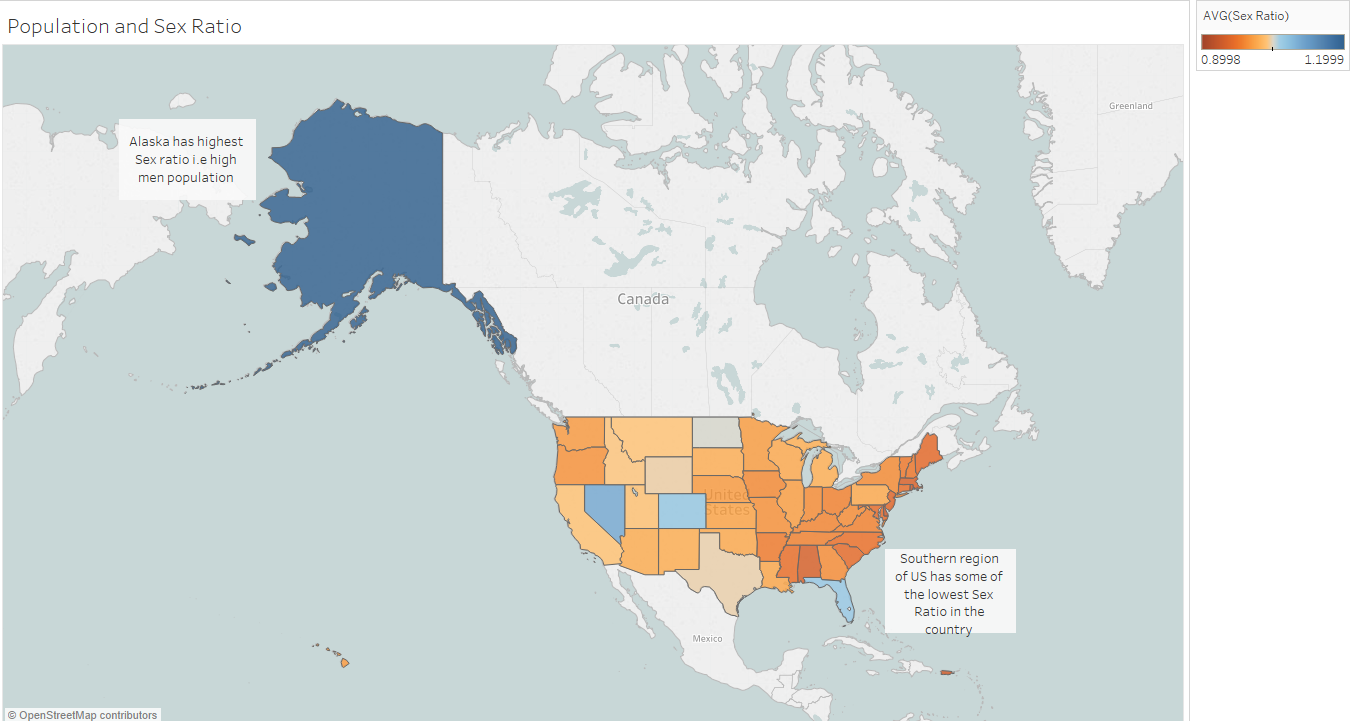 Population and Sex Ratio
AVG(Sex Ratio)
0.8998 1.1999
Greenland
Alaska has highest
Sex ratio i.e high
men population
Canada
United
States
Southern region
of US has some of
the lowest Sex
Ratio in the
country
Mexico
© OpenStreetMap contributors